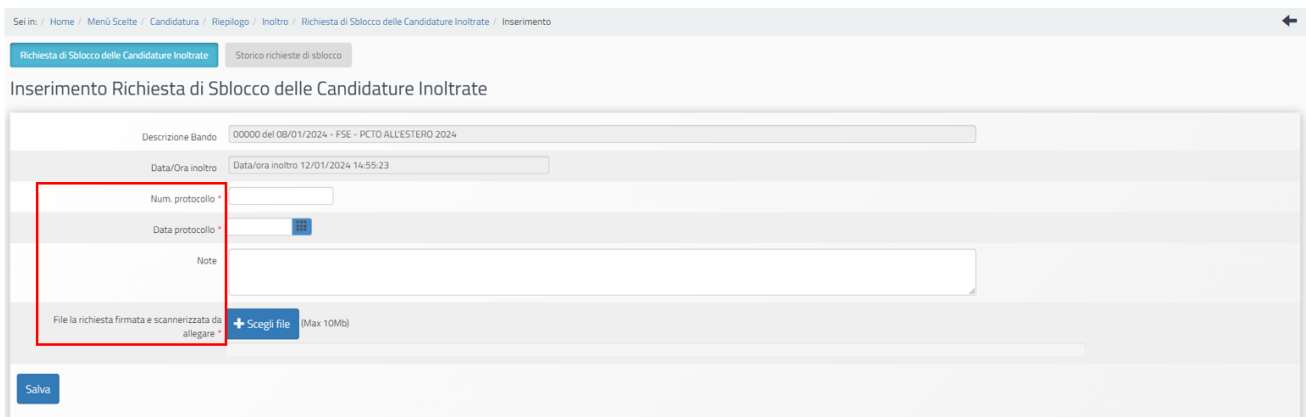 Sei in: / Home / Menù Scelte / Candidatura / Riepilogo / Inoltro / Richiesta di Sblocco delle Candidature Inoltrate / Inserimento
Richiesta di Sblocco delle Candidature Inoltrate Storico richieste di sblocco
Inserimento Richiesta di Sblocco delle Candidature Inoltrate
Descrizione Bando 00000 del 08/01/2024 - FSE - PCTO ALL'ESTERO 2024
Data/Ora inoltro Data/ora inoltro 12/01/2024 14:55:23
Num. protocollo *
Data protocollo *
Note
File la richiesta firmata e scannerizzata da
allegare * + Scegli file (Max 10Mb)
Salva